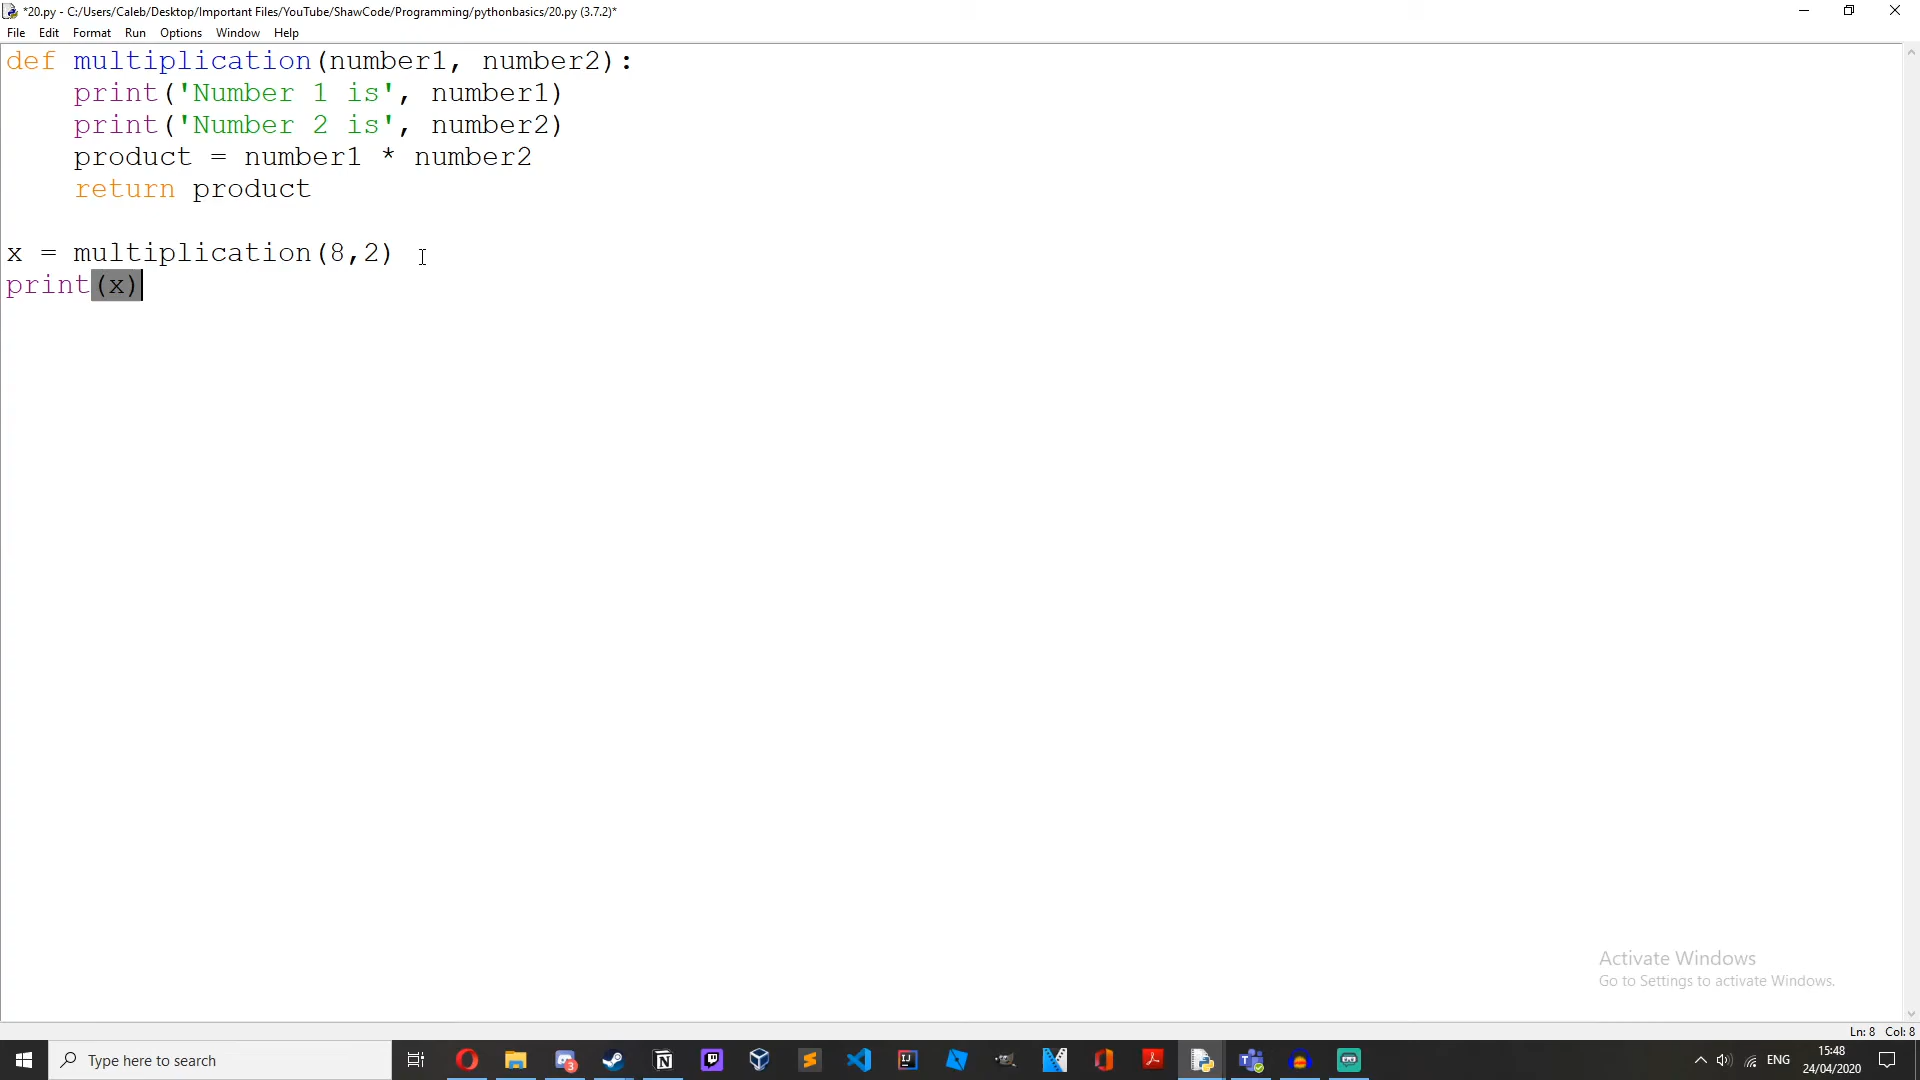 *20.py - C:/Users/Caleb/Desktop/Important Files/YouTube/ShawCode/Programming/pythonbasics/20.py (3.7.2)*
File Edit Format Run Options Window Help
def multiplication(number1, number2):
    print('Number 1 is', number1)
    print('Number 2 is', number2)
    product = number1 * number2
    return product

x = multiplication(8,2)
print(x)
Activate Windows
Go to Settings to activate Windows.
Ln: 8 Col: 8
Type here to search
3
ENG
15:48
24/04/2020